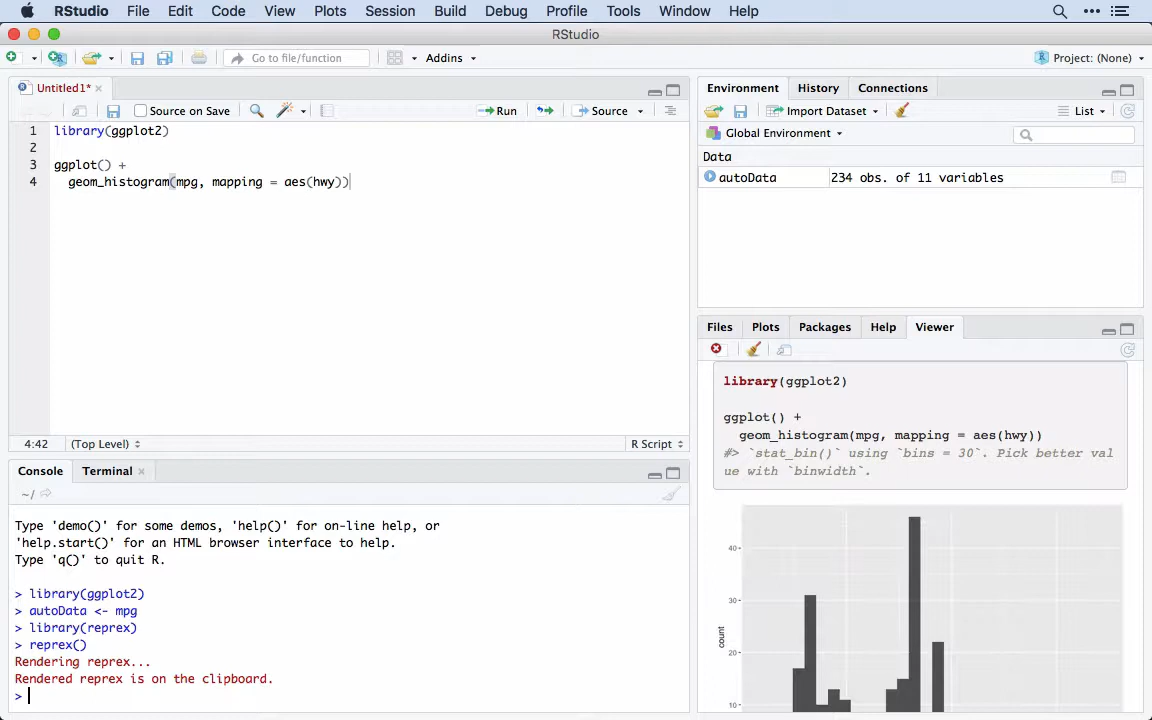 RStudio File Edit Code View Plots Session Build Debug Profile Tools Window Help
RStudio
Go to file/function Addins Project: (None)
Untitled1*
Source on Save Run Source
1 library(ggplot2)
2
3 ggplot() +
4 geom_histogram(mpg, mapping = aes(hwy))
4:42 (Top Level) R Script
Console Terminal
~/
Type 'demo()' for some demos, 'help()' for on-line help, or
'help.start()' for an HTML browser interface to help.
Type 'q()' to quit R.
> library(ggplot2)
> autoData <- mpg
> library(reprex)
> reprex()
Rendering reprex...
Rendered reprex is on the clipboard.
>
Environment History Connections
Import Dataset List
Global Environment
Data
autoData 234 obs. of 11 variables
Files Plots Packages Help Viewer
library(ggplot2)
ggplot() +
geom_histogram(mpg, mapping = aes(hwy))
#> `stat_bin()` using `bins = 30`. Pick better val
ue with `binwidth`.
40
30
20
10
count